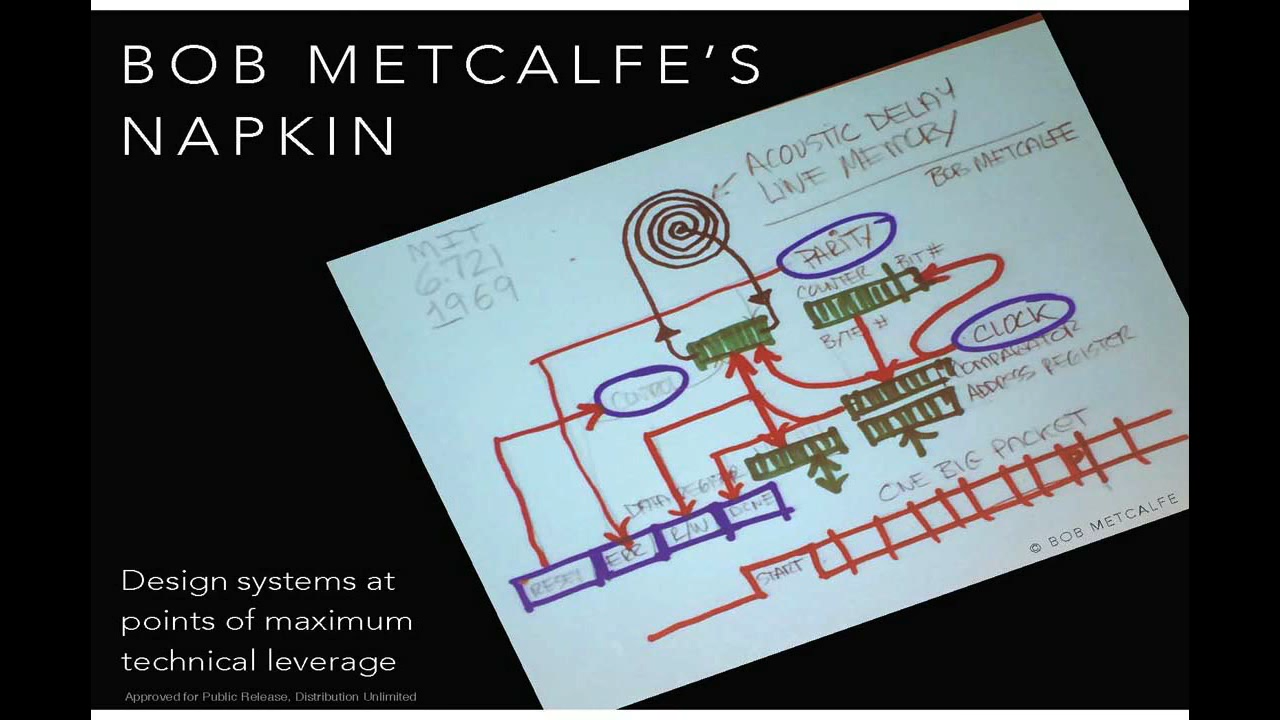 BOB METCALFE'S
NAPKIN
ACOUSTIC DELAY
LINE MEMORY
BOB METCALFE
MIT
6.721
1969
PARITY
COUNTER BIT #
BYTE #
CLOCK
COMPARATOR
ADDRESS REGISTER
CONTROL
DATA REGISTER
ONE BIG PACKET
RESET
ERR
R/W
DONE
START
P
© BOB METCALFE
Design systems at
points of maximum
technical leverage
Approved for Public Release, Distribution Unlimited